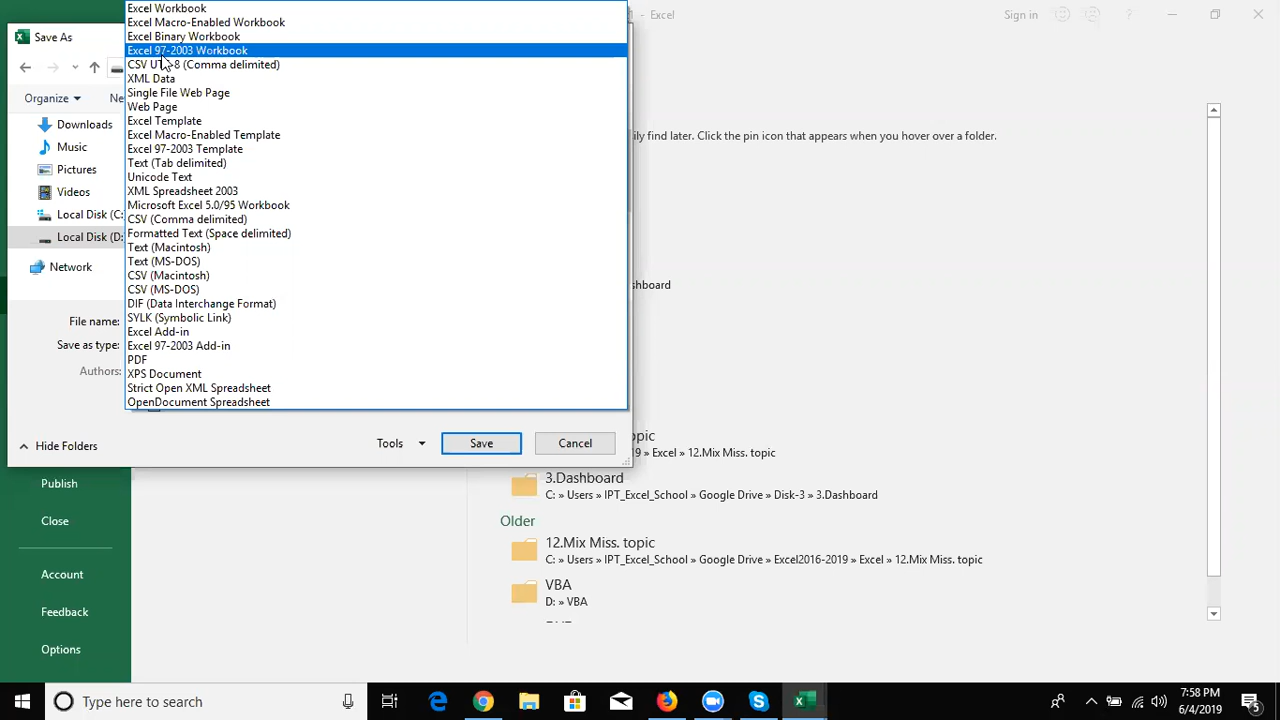 - Excel
Sign in
Save As
Organize
Ne
Downloads
Music
Pictures
Videos
Local Disk (C:
Local Disk (D:
Network
File name:
Save as type:
Authors:
Excel Workbook
Excel Macro-Enabled Workbook
Excel Binary Workbook
Excel 97-2003 Workbook
CSV UTF-8 (Comma delimited)
XML Data
Single File Web Page
Web Page
Excel Template
Excel Macro-Enabled Template
Excel 97-2003 Template
Text (Tab delimited)
Unicode Text
XML Spreadsheet 2003
Microsoft Excel 5.0/95 Workbook
CSV (Comma delimited)
Formatted Text (Space delimited)
Text (Macintosh)
Text (MS-DOS)
CSV (Macintosh)
CSV (MS-DOS)
DIF (Data Interchange Format)
SYLK (Symbolic Link)
Excel Add-in
Excel 97-2003 Add-in
PDF
XPS Document
Strict Open XML Spreadsheet
OpenDocument Spreadsheet
Hide Folders
Tools
Save
Cancel
ily find later. Click the pin icon that appears when you hover over a folder.
shboard
opic
9 » Excel » 12.Mix Miss. topic
3.Dashboard
C: » Users » IPT_Excel_School » Google Drive » Disk-3 » 3.Dashboard
Older
12.Mix Miss. topic
C: » Users » IPT_Excel_School » Google Drive » Excel2016-2019 » Excel » 12.Mix Miss. topic
VBA
D: » VBA
Publish
Close
Account
Feedback
Options
Type here to search
7:58 PM
6/4/2019
5